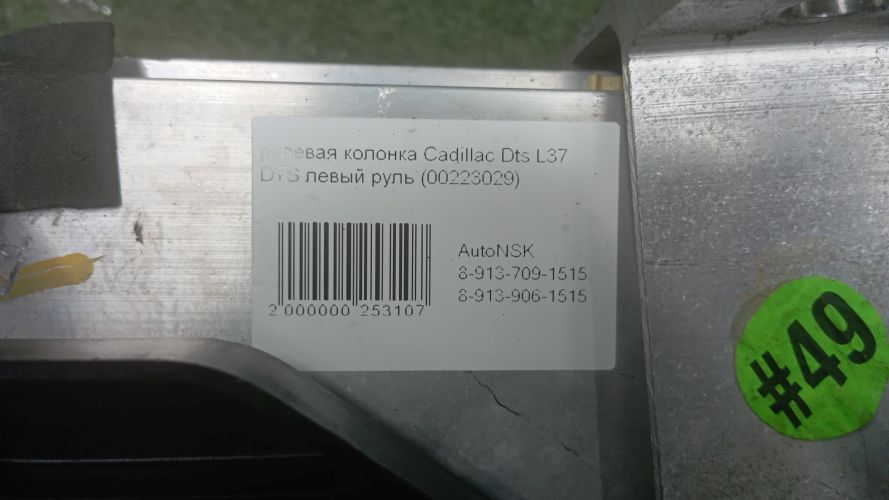 рулевая колонка Cadillac Dts L37
DTS левый руль (00223029)
AutoNSK
8-913-709-1515
8-913-906-1515
2 000000 253107
#49